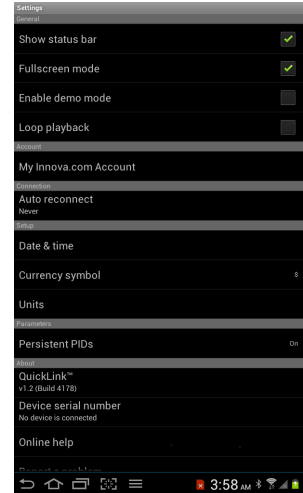 Settings
General
Show status bar
Fullscreen mode
Enable demo mode
Loop playback
Account
My Innova.com Account
Connection
Auto reconnect
Never
Setup
Date & time
Currency symbol
$
Units
Parameters
Persistent PIDs
On
About
QuickLink™
v1.2 (Build 4178)
Device serial number
No device is connected
Online help
Report a problem
3:58 AM